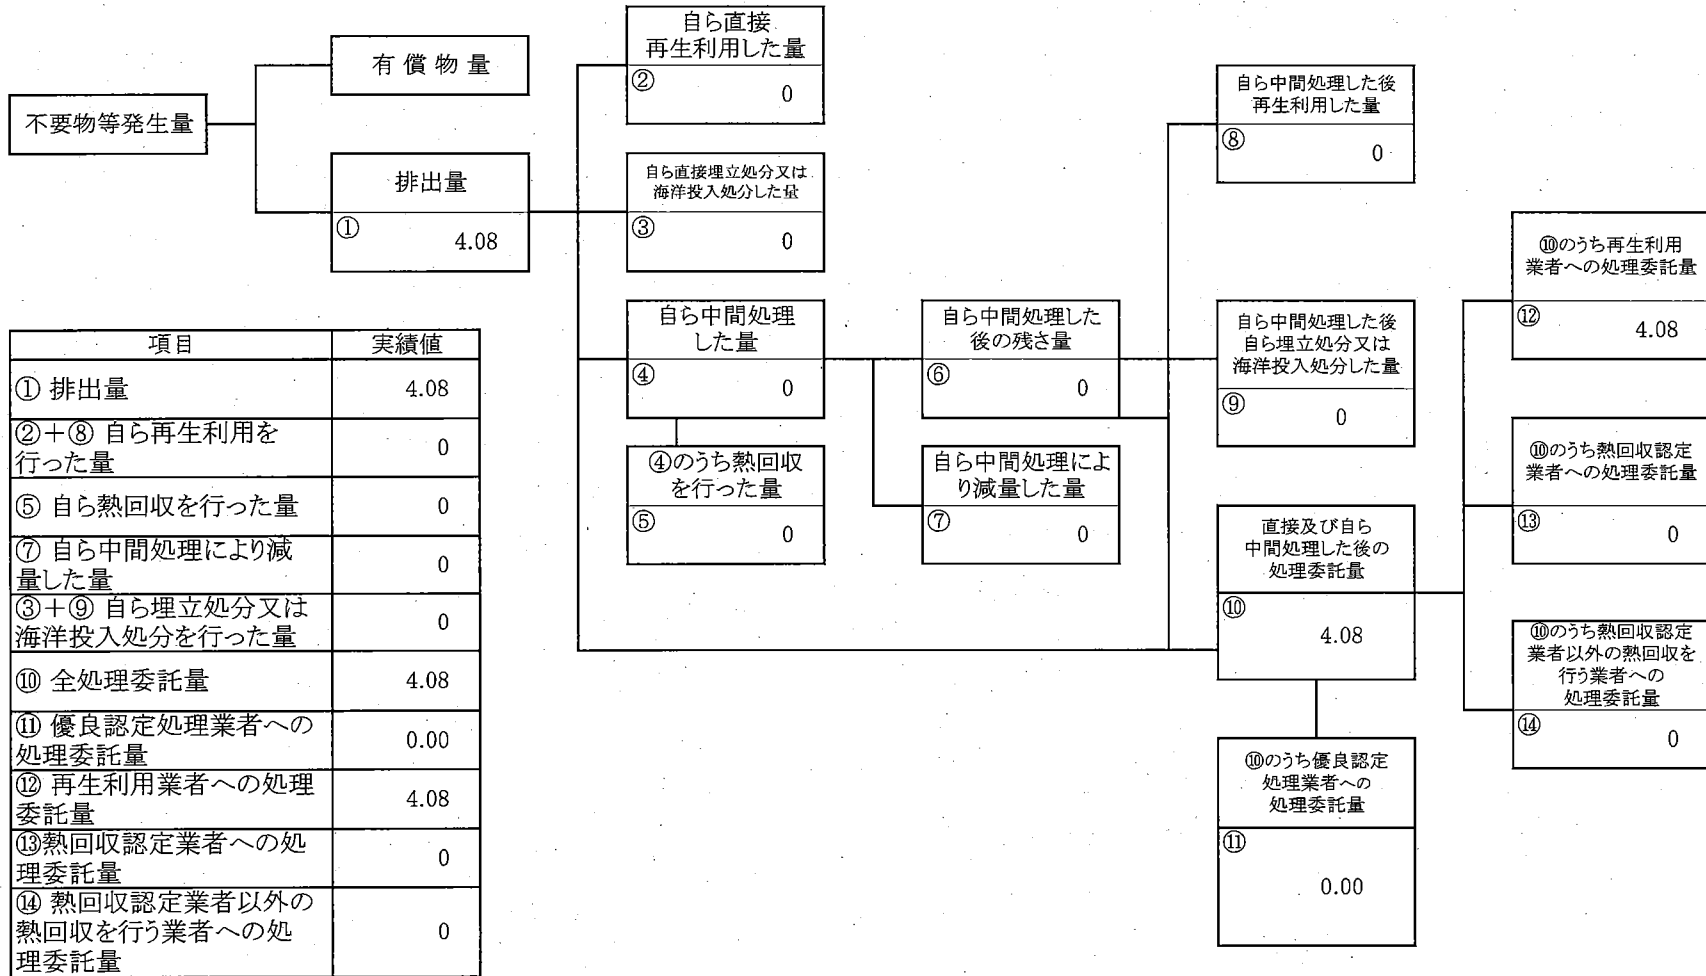 不要物等発生量
有償物量
排出量
①
4.08
自ら直接
再生利用した量
②
0
自ら直接埋立処分又は
海洋投入処分した量
③
0
自ら中間処理
した量
④
0
④のうち熱回収
を行った量
⑤
0
自ら中間処理した
後の残さ量
⑥
0
自ら中間処理によ
り減量した量
⑦
0
自ら中間処理した後
再生利用した量
⑧
0
自ら中間処理した後
自ら埋立処分又は
海洋投入処分した量
⑨
0
直接及び自ら
中間処理した後の
処理委託量
⑩
4.08
⑩のうち優良認定
処理業者への
処理委託量
⑪
0.00
⑩のうち再生利用
業者への処理委託量
⑫
4.08
⑩のうち熱回収認定
業者への処理委託量
⑬
0
⑩のうち熱回収認定
業者以外の熱回収を
行う業者への
処理委託量
⑭
0
項目 実績値
① 排出量 4.08
②+⑧ 自ら再生利用を
行った量 0
⑤ 自ら熱回収を行った量 0
⑦ 自ら中間処理により減
量した量 0
③+⑨ 自ら埋立処分又は
海洋投入処分を行った量 0
⑩ 全処理委託量 4.08
⑪ 優良認定処理業者への
処理委託量 0.00
⑫ 再生利用業者への処理
委託量 4.08
⑬熱回収認定業者への処
理委託量 0
⑭ 熱回収認定業者以外の
熱回収を行う業者への処
理委託量 0